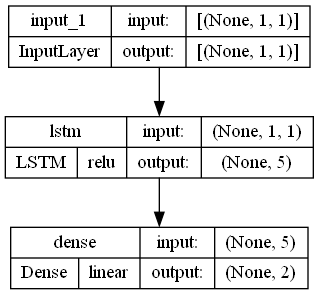 input_1 input: [(None, 1, 1)]
InputLayer output: [(None, 1, 1)]
lstm input: (None, 1, 1)
LSTM relu output: (None, 5)
dense input: (None, 5)
Dense linear output: (None, 2)